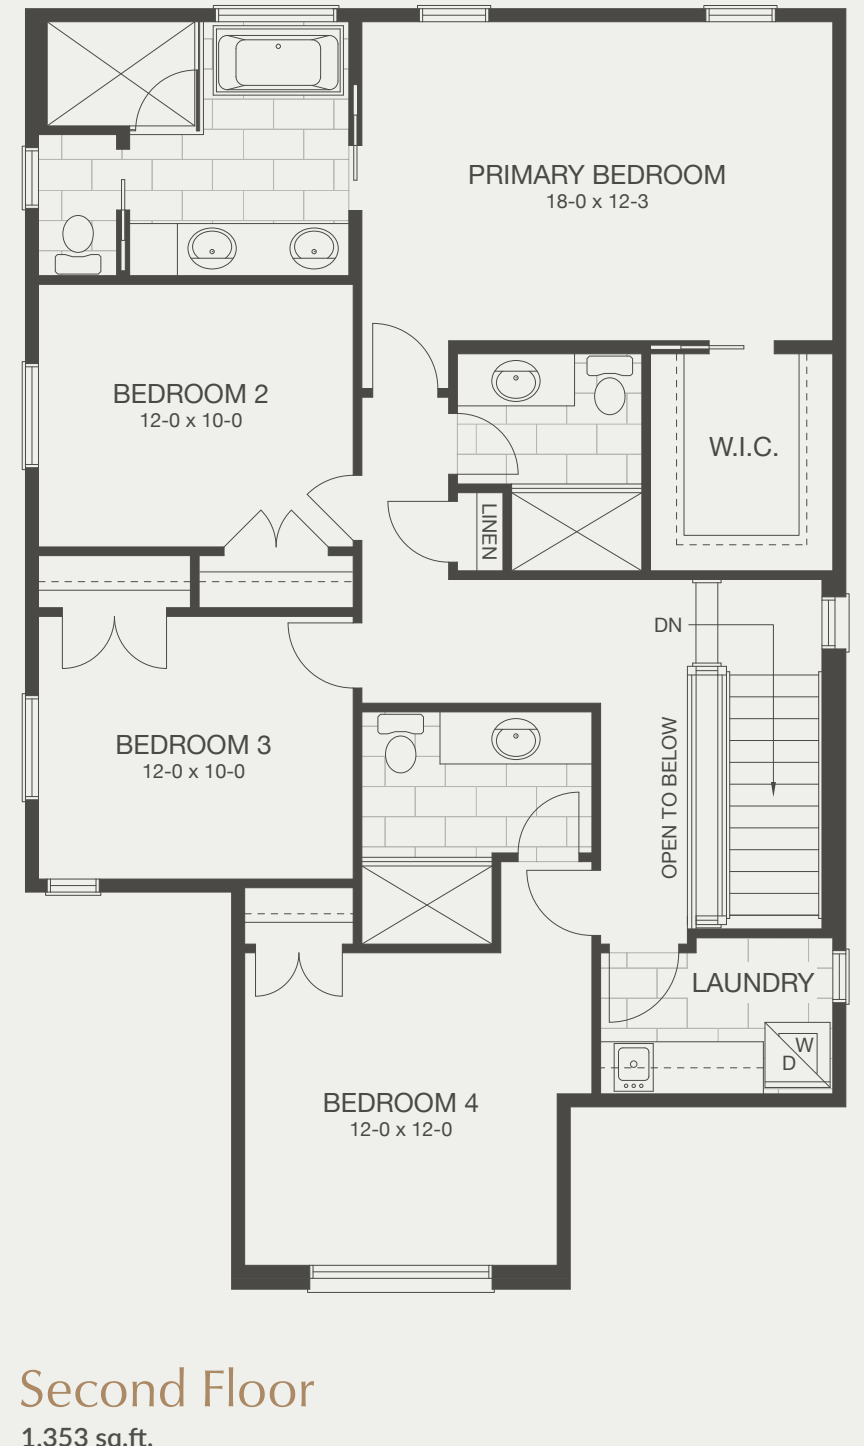 PRIMARY BEDROOM
18-0 x 12-3
BEDROOM 2
12-0 x 10-0
W.I.C.
LINEN
DN
BEDROOM 3
12-0 x 10-0
OPEN TO BELOW
LAUNDRY
W
D
BEDROOM 4
12-0 x 12-0
Second Floor
1,353 sq.ft.